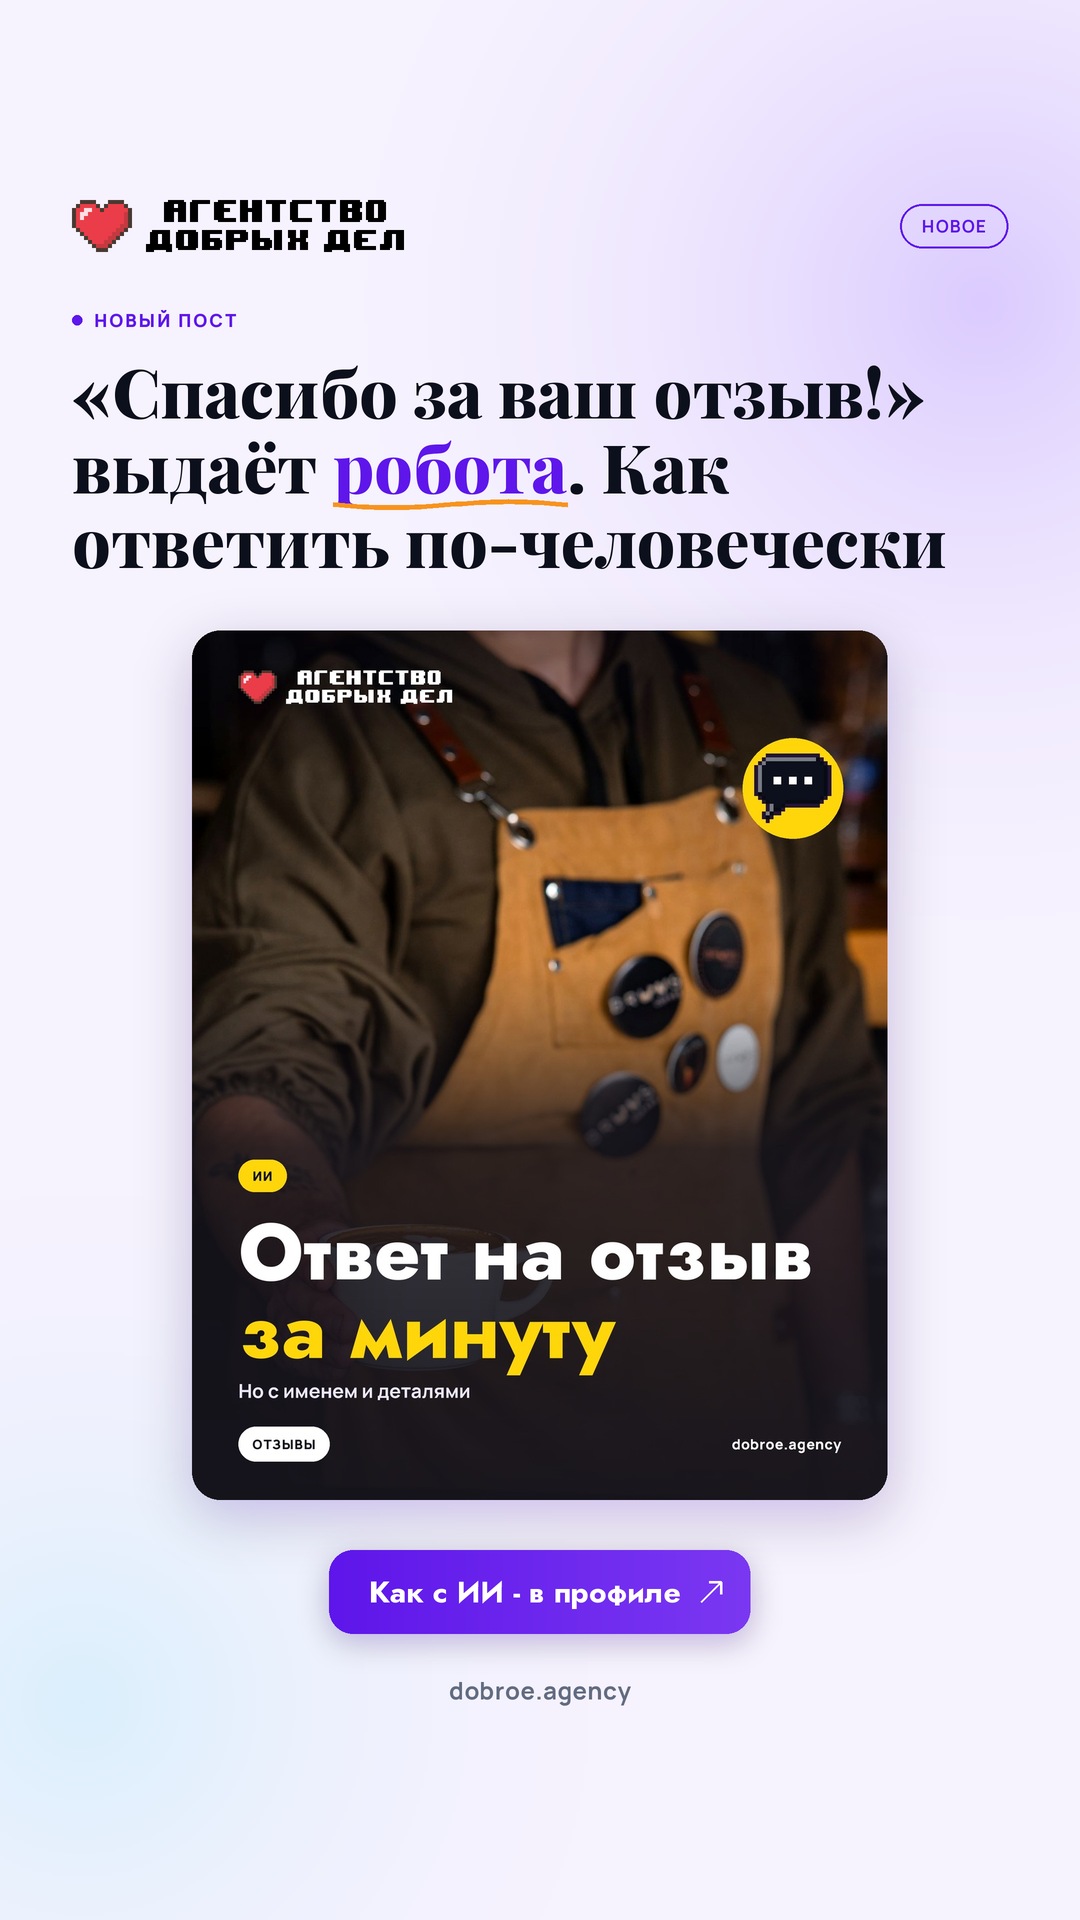 АГЕНТСТВО
ДОБРЫХ ДЕЛ
НОВОЕ
НОВЫЙ ПОСТ
«Спасибо за ваш отзыв!»
выдаёт робота. Как
ответить по-человечески
АГЕНТСТВО
ДОБРЫХ ДЕЛ
ИИ
Ответ на отзыв
за минуту
Но с именем и деталями
ОТЗЫВЫ
dobroe.agency
Как с ИИ - в профиле
dobroe.agency